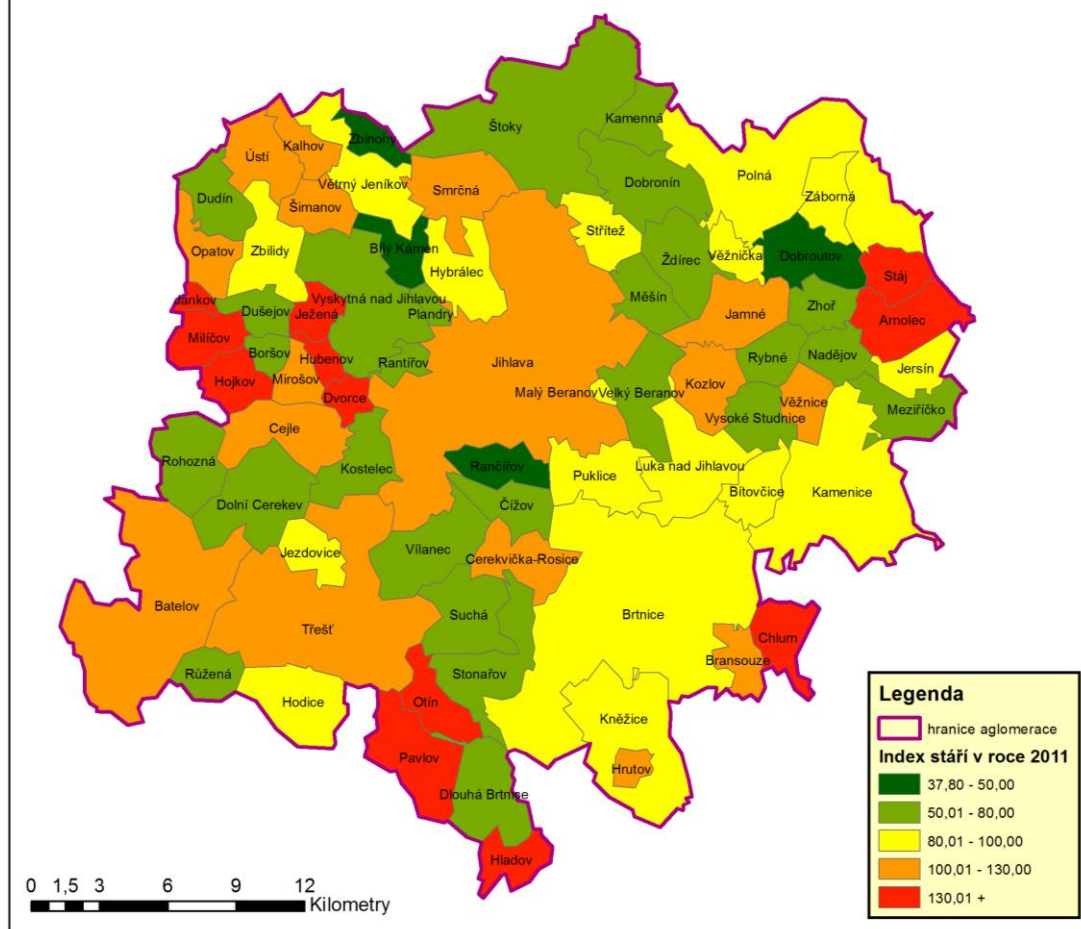 Štoky
Kamenná
Zbinohy
Kalhov
Ústí
Polná
Větrný Jeníkov
Smrčná
Dobronín
Dudín
Záborná
Šimanov
Střítež
Bílý Kámen
Opatov
Zbilidy
Věžnička
Dobroutov
Ždírec
Hybrálec
Stáj
Jankov
Vyskytná nad Jihlavou
Měšín
Dušejov
Plandry
Zhoř
Ježená
Jamné
Arnolec
Milíčov
Boršov
Hubenov
Rantířov
Jihlava
Rybné
Nadějov
Jersín
Hojkov
Mirošov
Kozlov
Dvorce
Malý Beranov
Velký Beranov
Věžnice
Meziříčko
Vysoké Studnice
Cejle
Rohozná
Kostelec
Rančířov
Puklice
Luka nad Jihlavou
Bítovčice
Kamenice
Dolní Cerekev
Čížov
Jezdovice
Vílanec
Cerekvička-Rosice
Batelov
Třešť
Suchá
Brtnice
Chlum
Bransouze
Růžená
Hodice
Stonařov
Otín
Kněžice
Pavlov
Hrutov
Dlouhá Brtnice
Hladov
Legenda
hranice aglomerace
Index stáří v roce 2011
37,80 - 50,00
50,01 - 80,00
80,01 - 100,00
100,01 - 130,00
130,01 +
0 1,5 3 6 9 12
Kilometry